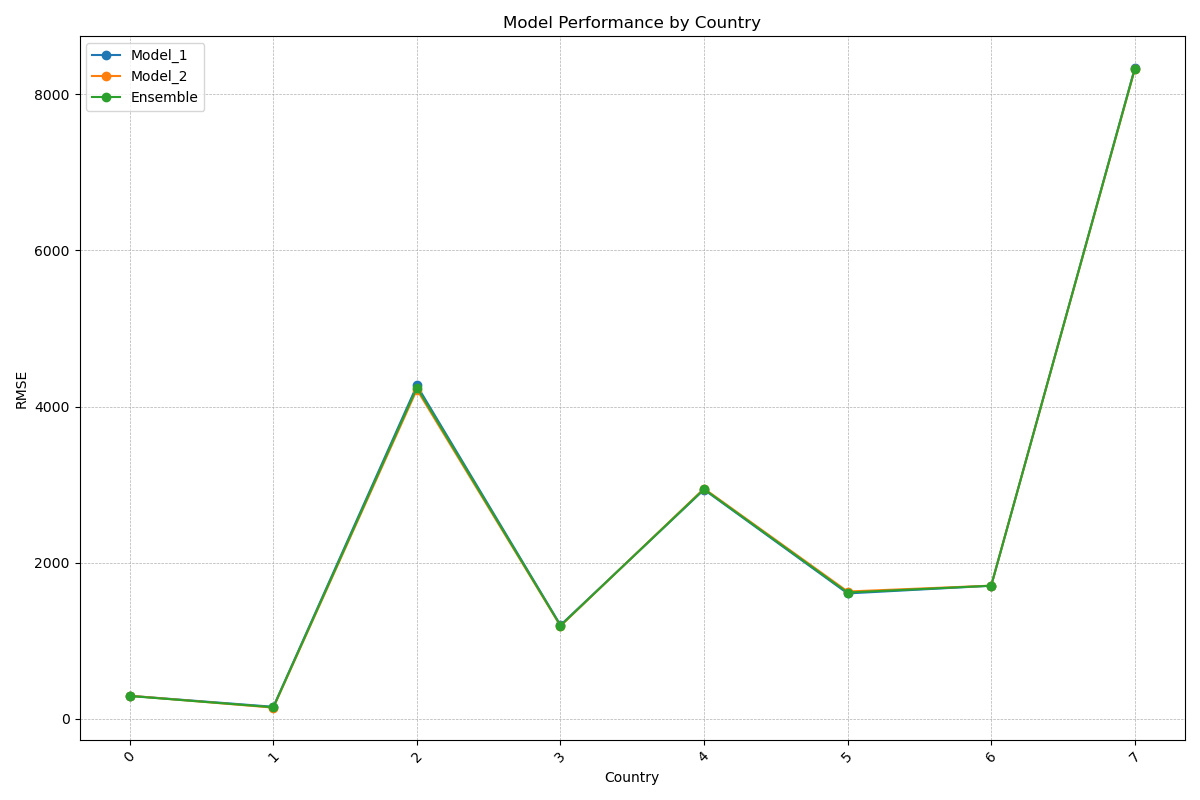 Model Performance by Country
Model_1
Model_2
Ensemble
RMSE
8000
6000
4000
2000
0
0 1 2 3 4 5 6 7
Country